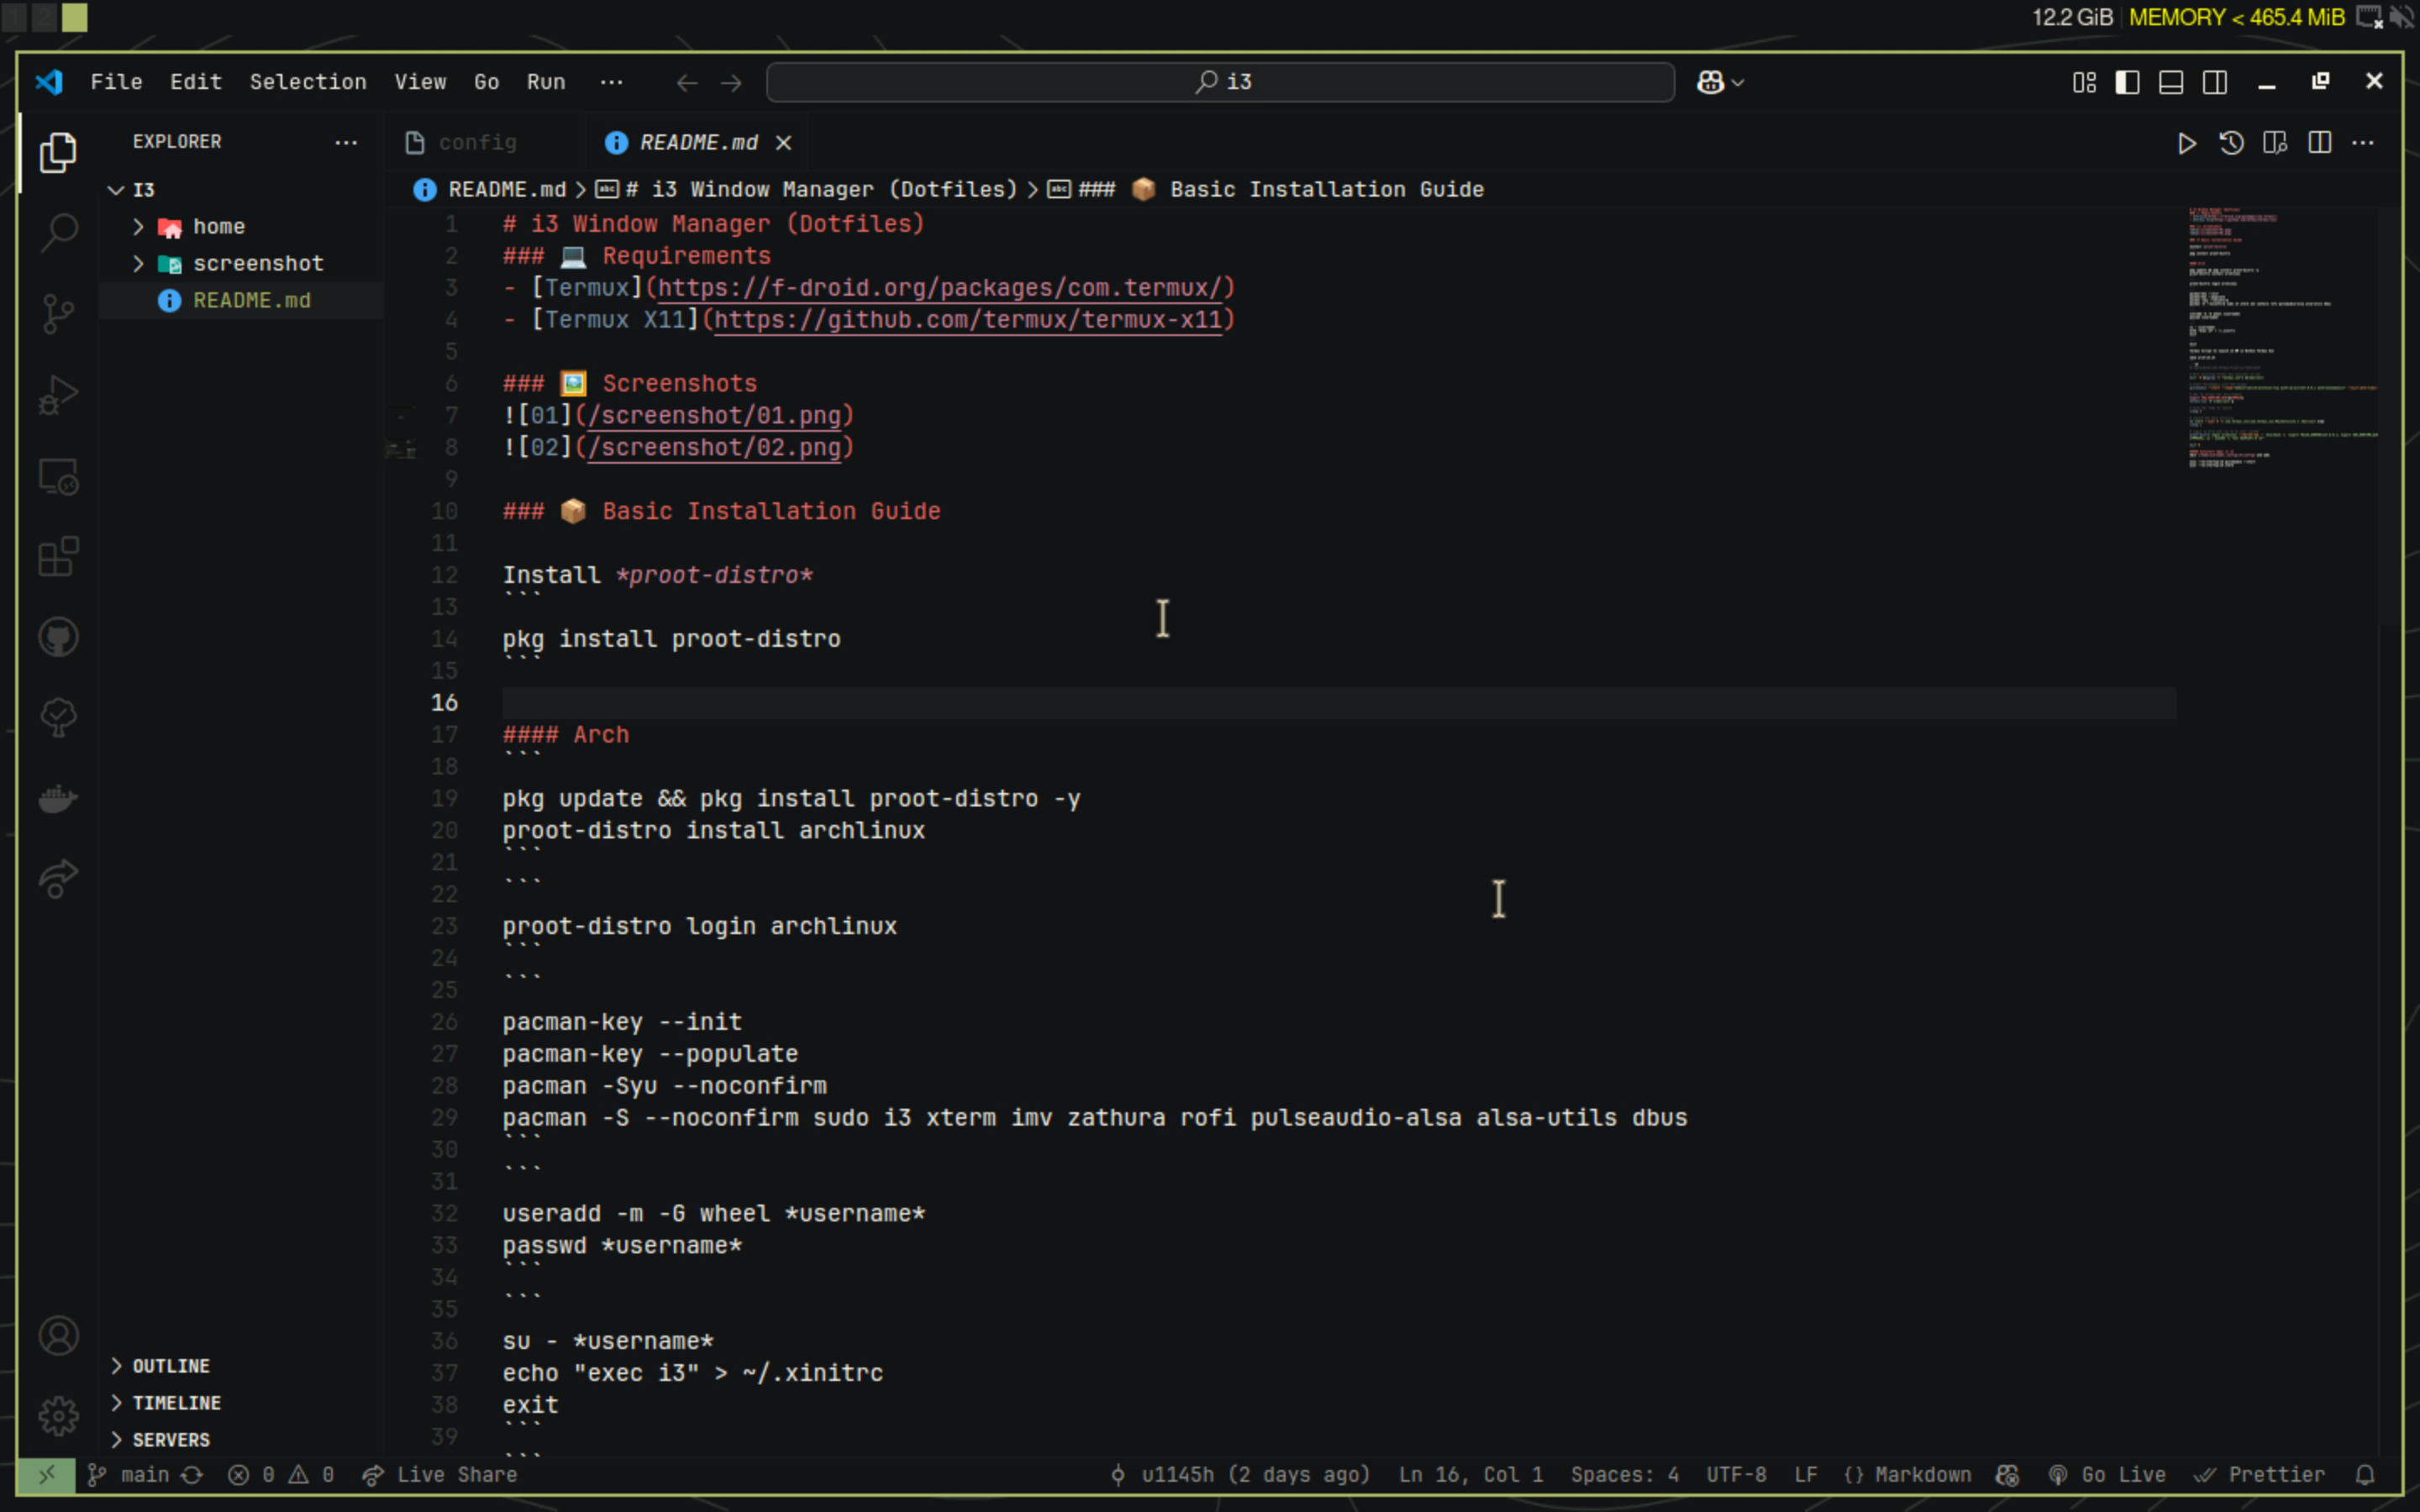 1 2
12.2 GiB MEMORY < 465.4 MiB
File Edit Selection View Go Run ···
i3
EXPLORER ···
I3
home
screenshot
README.md
OUTLINE
TIMELINE
SERVERS
config README.md
README.md > # i3 Window Manager (Dotfiles) > ### 📦 Basic Installation Guide
1 # i3 Window Manager (Dotfiles)
2 ### 💻 Requirements
3 - [Termux](https://f-droid.org/packages/com.termux/)
4 - [Termux X11](https://github.com/termux/termux-x11)
5
6 ### 🖼️ Screenshots
7 ![01](/screenshot/01.png)
8 ![02](/screenshot/02.png)
9
10 ### 📦 Basic Installation Guide
11
12 Install *proot-distro*
13 ```
14 pkg install proot-distro
15 ```
16
17 #### Arch
18 ```
19 pkg update && pkg install proot-distro -y
20 proot-distro install archlinux
21 ```
22 ```
23 proot-distro login archlinux
24 ```
25 ```
26 pacman-key --init
27 pacman-key --populate
28 pacman -Syu --noconfirm
29 pacman -S --noconfirm sudo i3 xterm imv zathura rofi pulseaudio-alsa alsa-utils dbus
30 ```
31 ```
32 useradd -m -G wheel *username*
33 passwd *username*
34 ```
35 ```
36 su - *username*
37 echo "exec i3" > ~/.xinitrc
38 exit
39 ```
```
main 0 0 Live Share u1145h (2 days ago) Ln 16, Col 1 Spaces: 4 UTF-8 LF {} Markdown Go Live Prettier